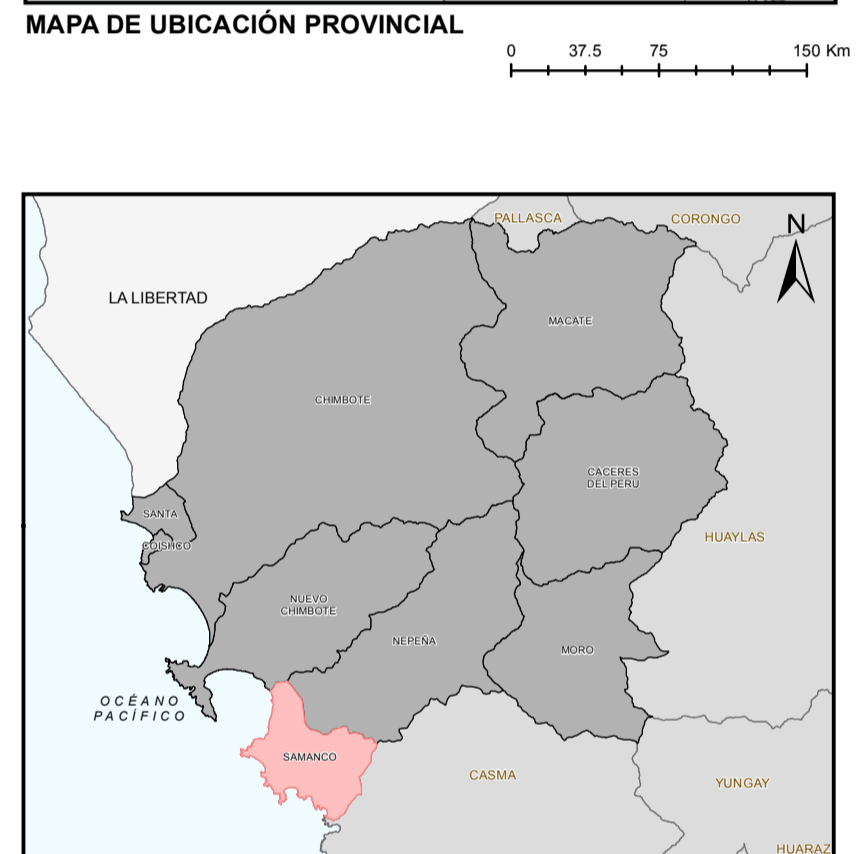 MAPA DE UBICACIÓN PROVINCIAL
0 37.5 75 150 Km
PALLASCA
CORONGO
N
LA LIBERTAD
MACATE
CHIMBOTE
CACERES
DEL PERU
SANTA
COISHCO
HUAYLAS
NUEVO
CHIMBOTE
NEPEÑA
MORO
OCÉANO
PACÍFICO
SAMANCO
CASMA
YUNGAY
HUARAZ